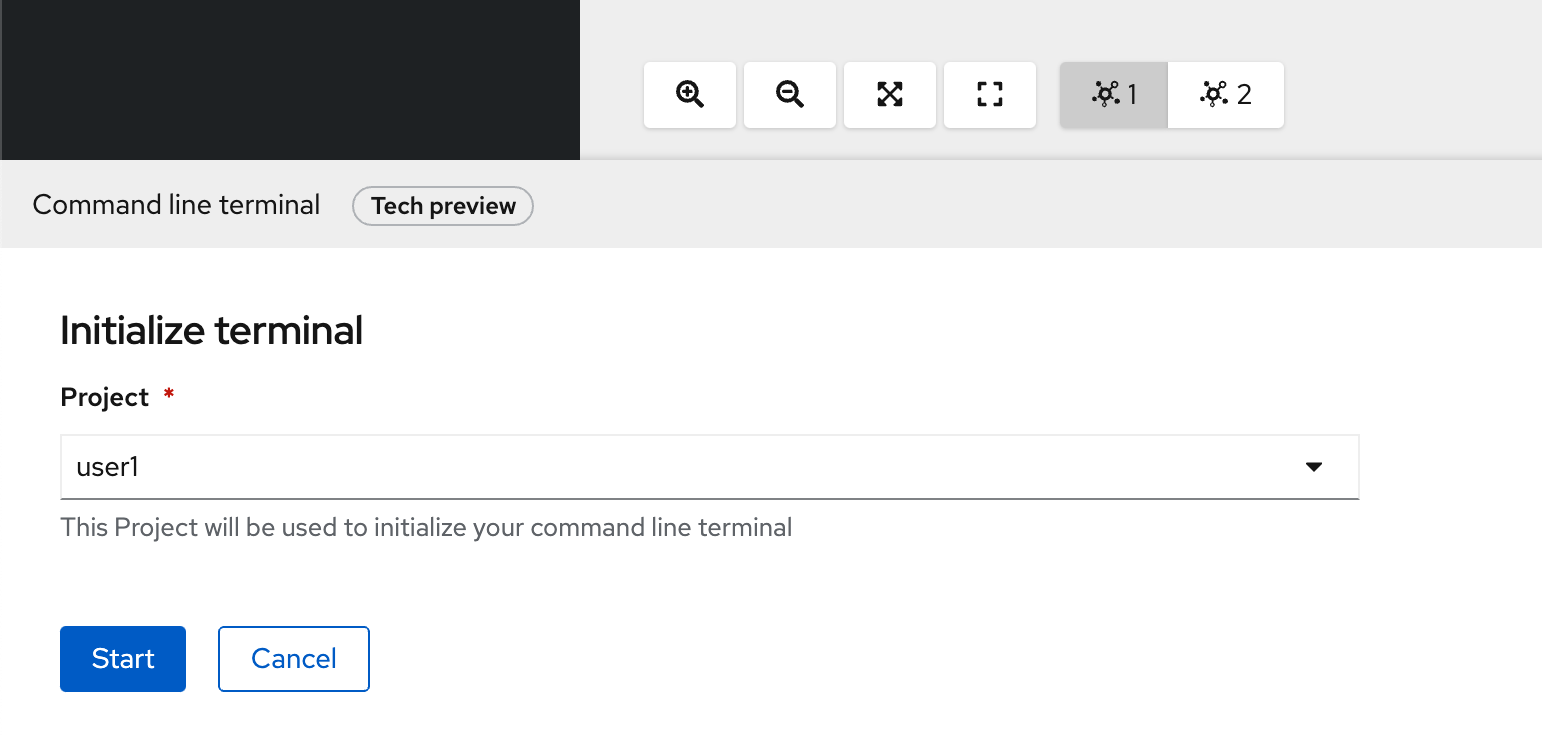 1 2
Command line terminal Tech preview
Initialize terminal
Project *
user1
This Project will be used to initialize your command line terminal
Start Cancel